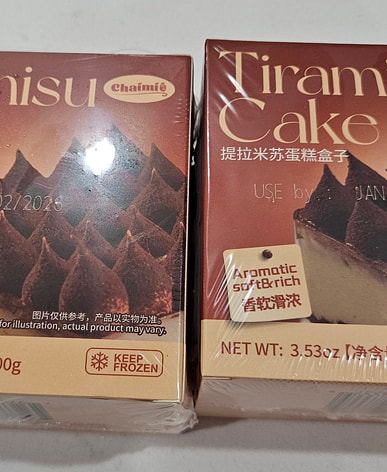 misu
Chaimie
02/2026
图片仅供参考，产品以实物为准。
for illustration, actual product may vary.
00g
KEEP
FROZEN
Tirami
Cake
提拉米苏蛋糕盒子
USE by: JAN
Aromatic
soft&rich
香软滑浓
NET WT: 3.53oz【净含